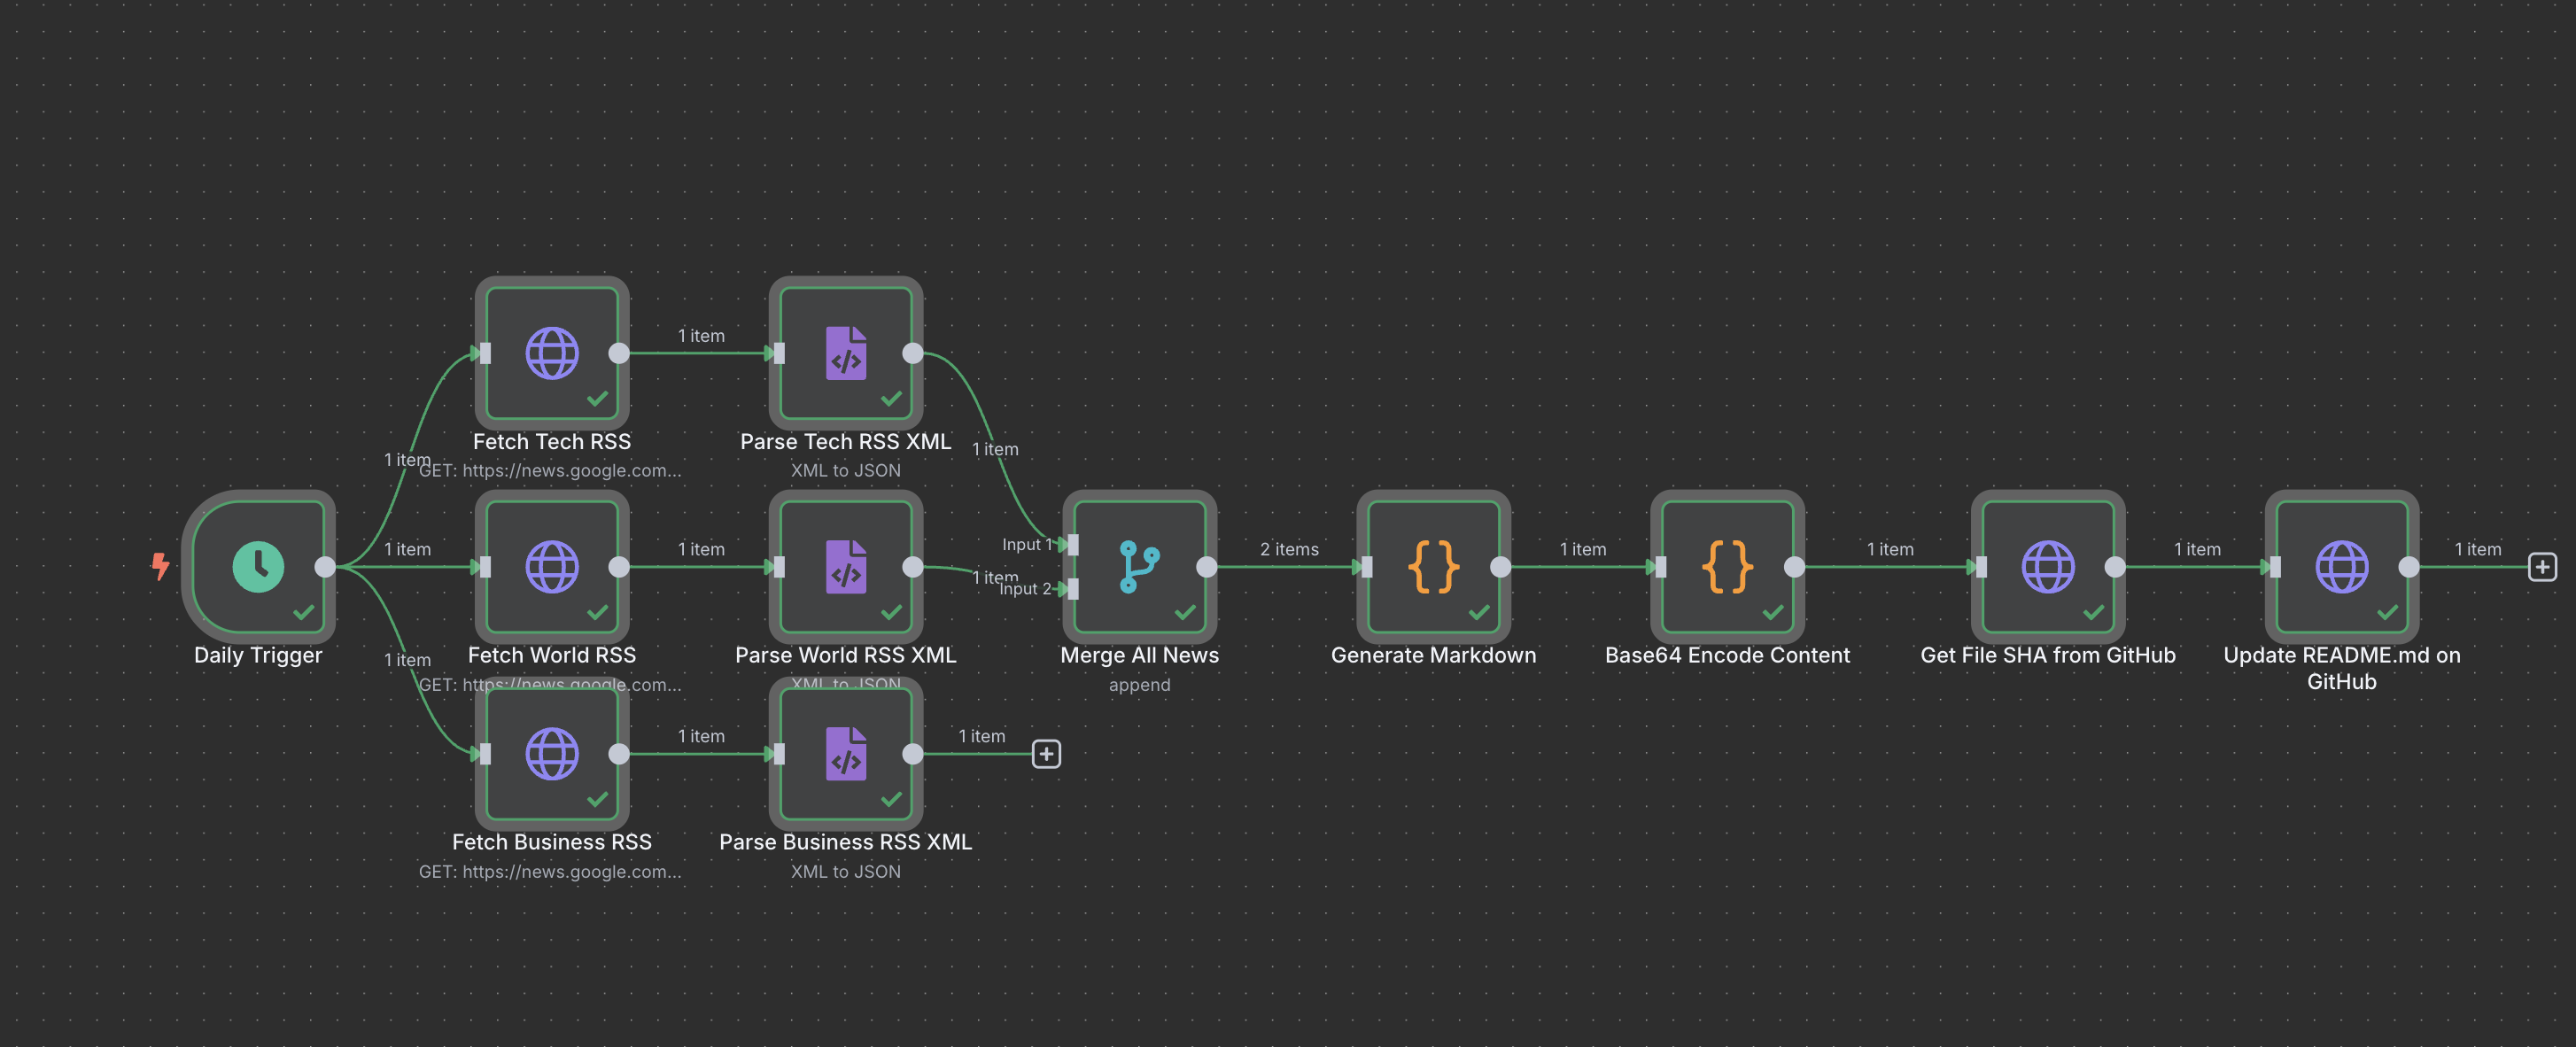 1 item
Fetch Tech RSS
GET: https://news.google.com...
1 item
Parse Tech RSS XML
XML to JSON
1 item
Daily Trigger
1 item
Fetch World RSS
GET: https://news.google.com...
1 item
Parse World RSS XML
XML to JSON
1 item
Input 1
Input 2
Merge All News
append
2 items
Generate Markdown
1 item
Base64 Encode Content
1 item
Get File SHA from GitHub
1 item
Update README.md on
GitHub
1 item
1 item
Fetch Business RSS
GET: https://news.google.com...
1 item
Parse Business RSS XML
XML to JSON
1 item